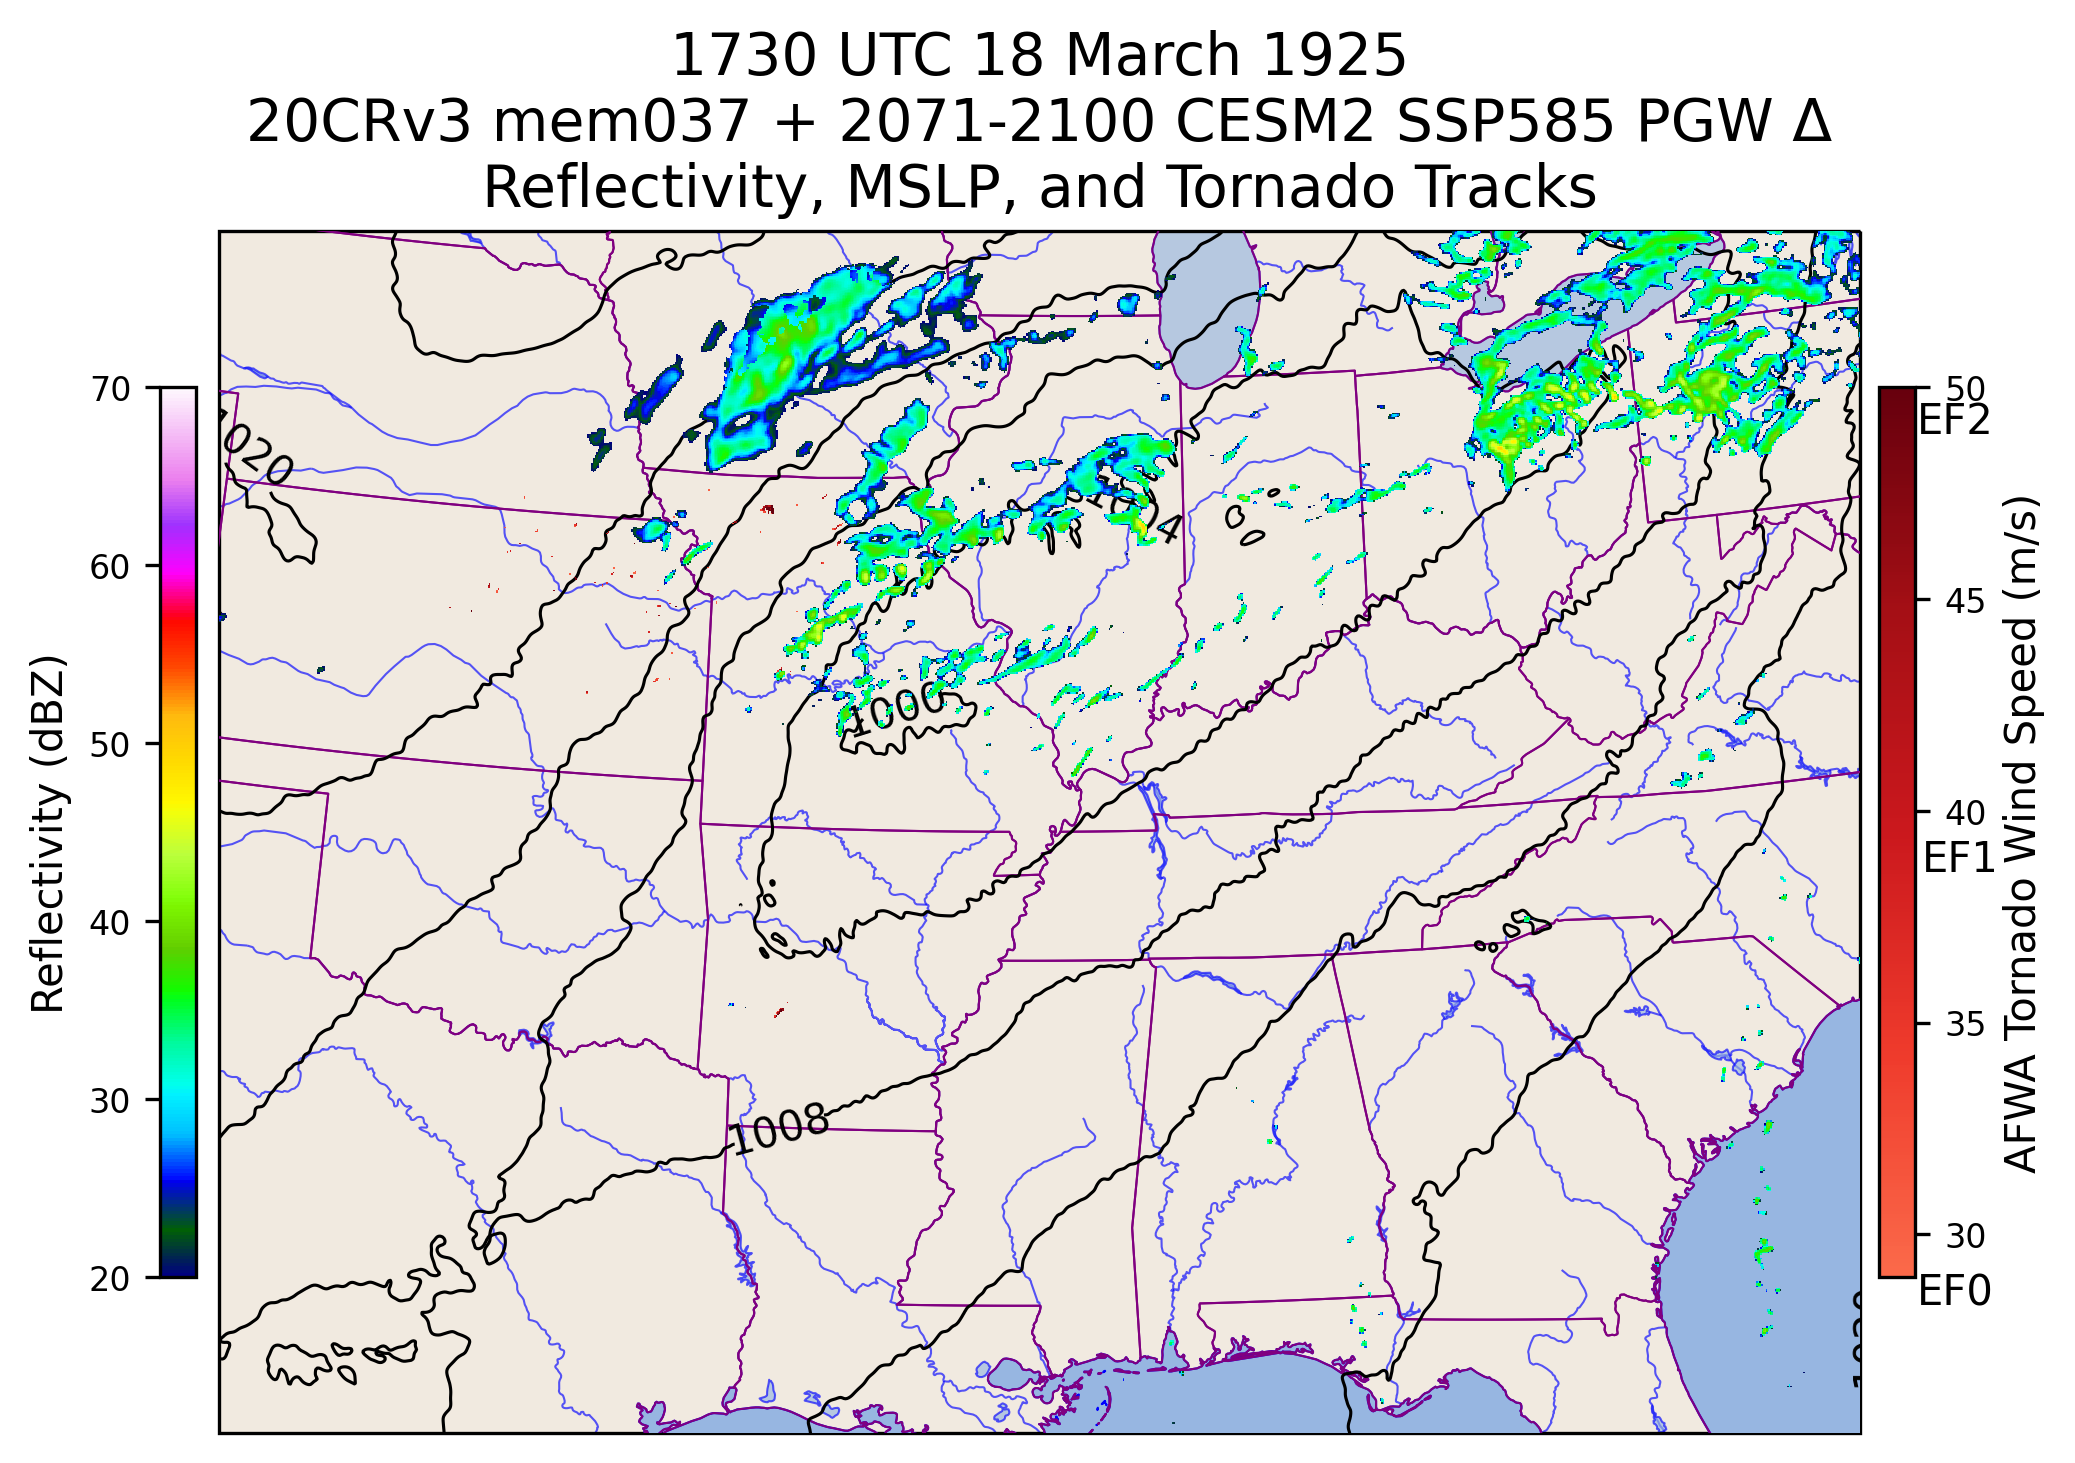 1730 UTC 18 March 1925
20CRv3 mem037 + 2071-2100 CESM2 SSP585 PGW Δ
Reflectivity, MSLP, and Tornado Tracks
70
60
50
40
30
20
Reflectivity (dBZ)
1020
1004
1006
1008
50
EF2
45
40
EF1
35
30
EF0
AFWA Tornado Wind Speed (m/s)